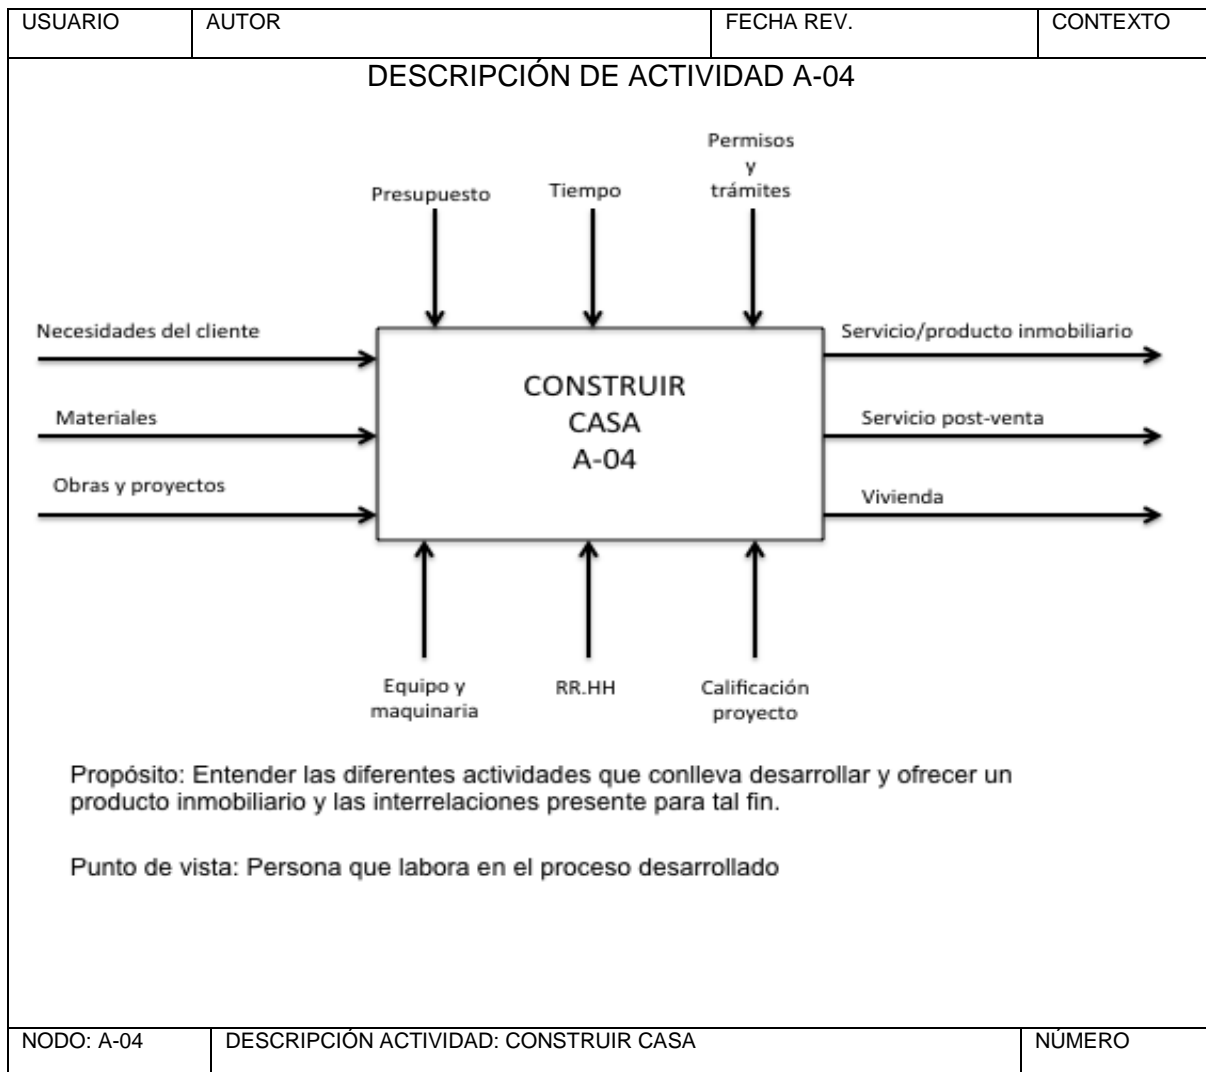 USUARIO
AUTOR
FECHA REV.
CONTEXTO
DESCRIPCIÓN DE ACTIVIDAD A-04
Presupuesto
Tiempo
Permisos
y
trámites
Necesidades del cliente
Materiales
Obras y proyectos
CONSTRUIR
CASA
A-04
Servicio/producto inmobiliario
Servicio post-venta
Vivienda
Equipo y
maquinaria
RR.HH
Calificación
proyecto
Propósito: Entender las diferentes actividades que conlleva desarrollar y ofrecer un
producto inmobiliario y las interrelaciones presente para tal fin.
Punto de vista: Persona que labora en el proceso desarrollado
NODO: A-04
DESCRIPCIÓN ACTIVIDAD: CONSTRUIR CASA
NÚMERO